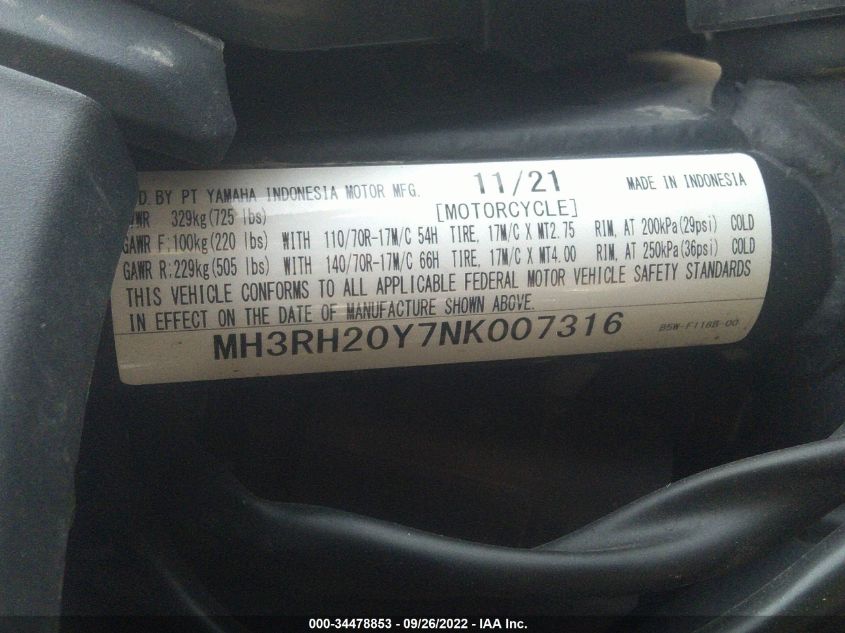 D. BY PT YAMAHA INDONESIA MOTOR MFG. 11/21 MADE IN INDONESIA
329kg(725 lbs) [MOTORCYCLE]
GAWR F:100kg(220 lbs) WITH 110/70R-17M/C 54H TIRE, 17M/C X MT2.75 RIM, AT 200kPa(29psi) COLD
GAWR R:229kg(505 lbs) WITH 140/70R-17M/C 66H TIRE, 17M/C X MT4.00 RIM, AT 250kPa(36psi) COLD
THIS VEHICLE CONFORMS TO ALL APPLICABLE FEDERAL MOTOR VEHICLE SAFETY STANDARDS
IN EFFECT ON THE DATE OF MANUFACTURE SHOWN ABOVE.
MH3RH20Y7NK007316 B5W-F118B-00
000-34478853 - 09/26/2022 - IAA Inc.